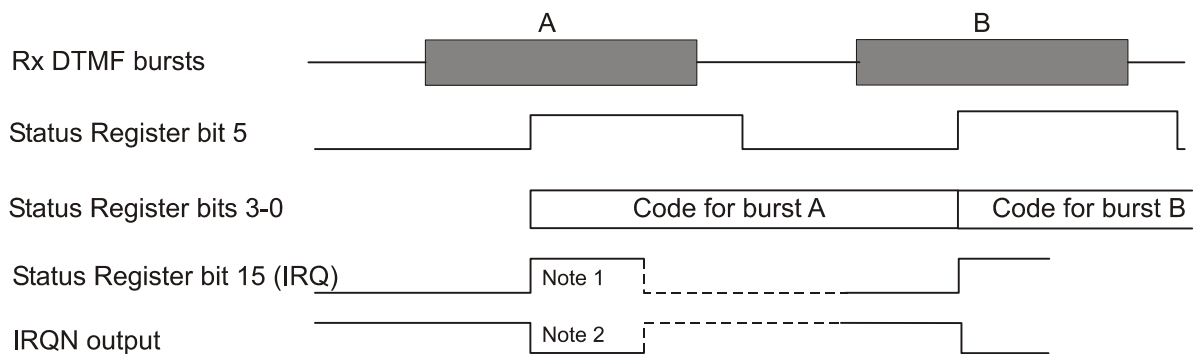 A B
Rx DTMF bursts
Status Register bit 5
Status Register bits 3-0 Code for burst A Code for burst B
Status Register bit 15 (IRQ) Note 1
IRQN output Note 2